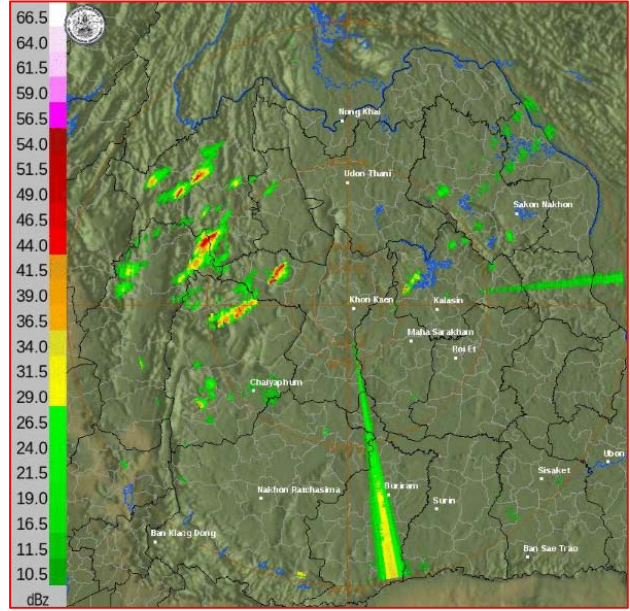 66.5
64.0
61.5
59.0
56.5
54.0
51.5
49.0
46.5
44.0
41.5
39.0
36.5
34.0
31.5
29.0
26.5
24.0
21.5
19.0
16.5
13.5
11.5
10.5
dBz
Nong Khai
Udon Thani
Sakon Nakhon
Khon Kaen
Kalasin
Maha Sarakham
Roi Et
Chaiyaphum
Ubon
Sisaket
Nakhon Ratchasima
Buriram
Surin
Ban Klang Dong
Ban Sae Trao